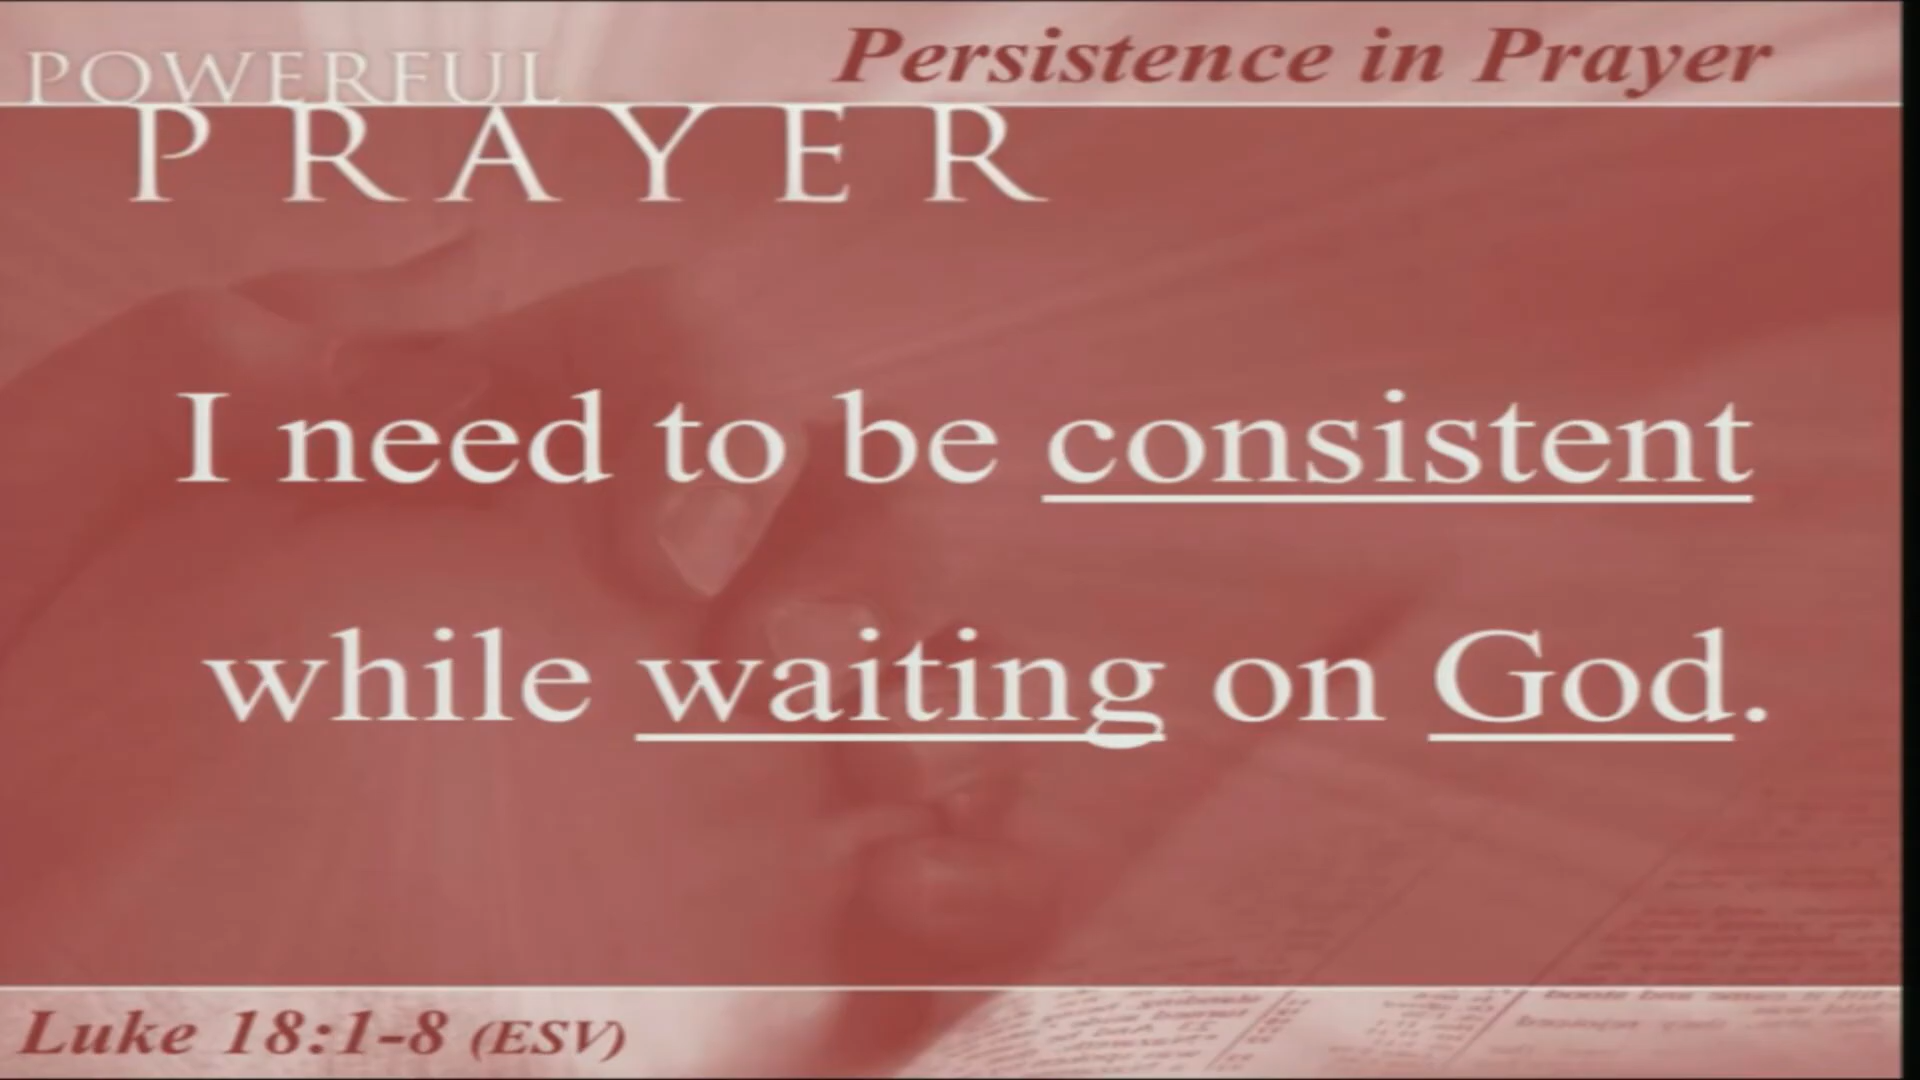 POWERFUL
PRAYER
Persistence in Prayer
I need to be consistent
while waiting on God.
Luke 18:1-8 (ESV)